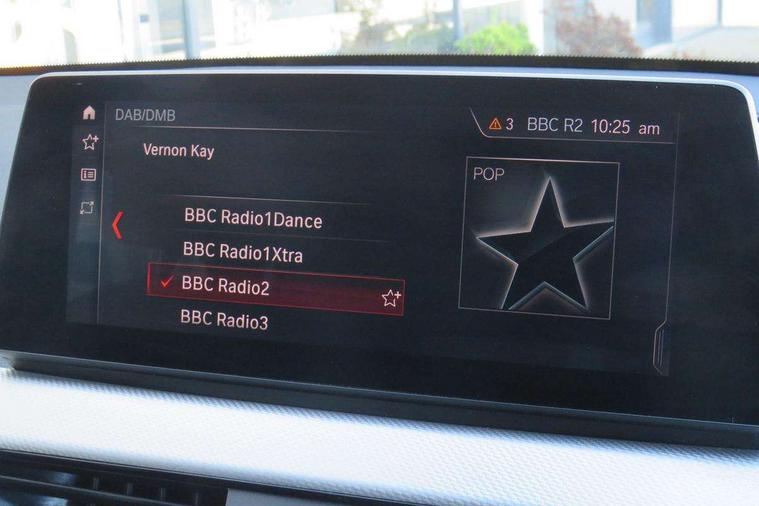 DAB/DMB
3 BBC R2 10:25 am
Vernon Kay
POP
BBC Radio1Dance
BBC Radio1Xtra
BBC Radio2
BBC Radio3